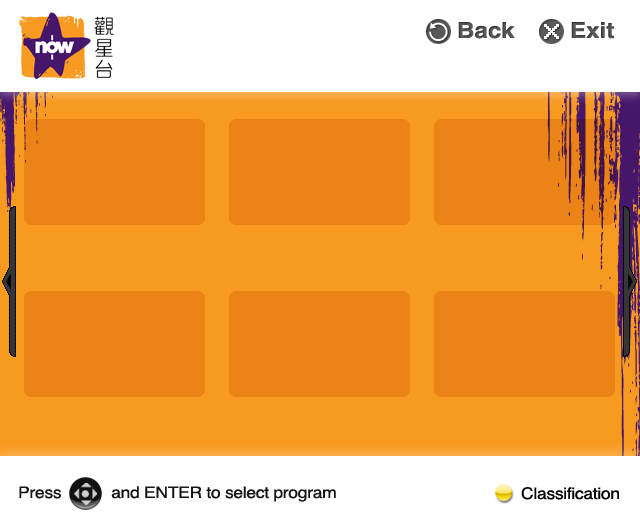 now
觀星台
Back
Exit
Press and ENTER to select program
Classification